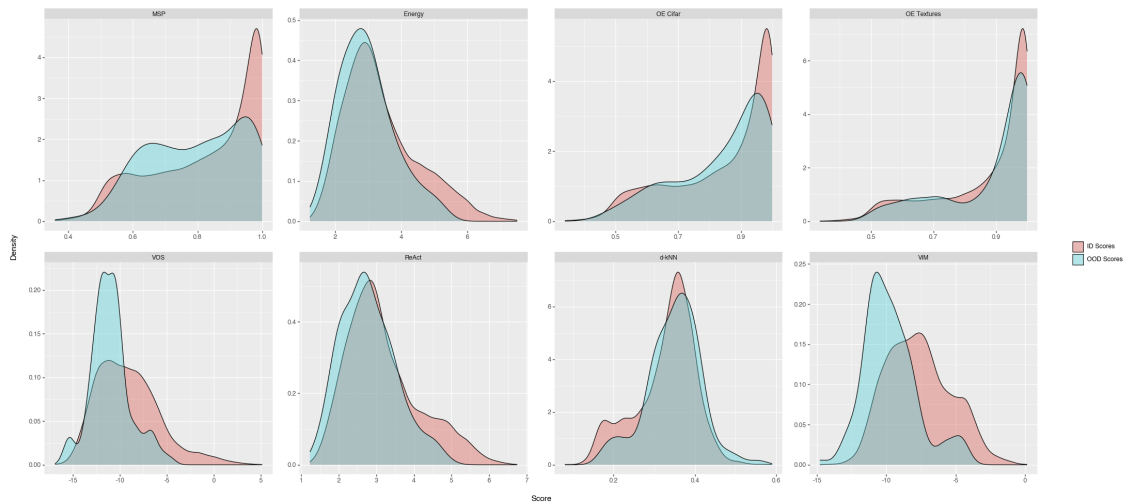 MSP
Energy
OE Cifar
OE Textures
4
3
2
1
0
0.4 0.6 0.8 1.0
0.5
0.4
0.3
0.2
0.1
0.0
2 4 6
4
2
0
0.5 0.7 0.9
6
4
2
0
0.5 0.7 0.9
Density
VOS
ReAct
d-kNN
VIM
0.20
0.15
0.10
0.05
0.00
-15 -10 -5 0 5
0.4
0.2
0.0
1 2 3 4 5 6 7
6
4
2
0
0.0 0.2 0.4 0.6
0.25
0.20
0.15
0.10
0.05
0.00
-15 -10 -5 0
Score
ID Scores
OOD Scores